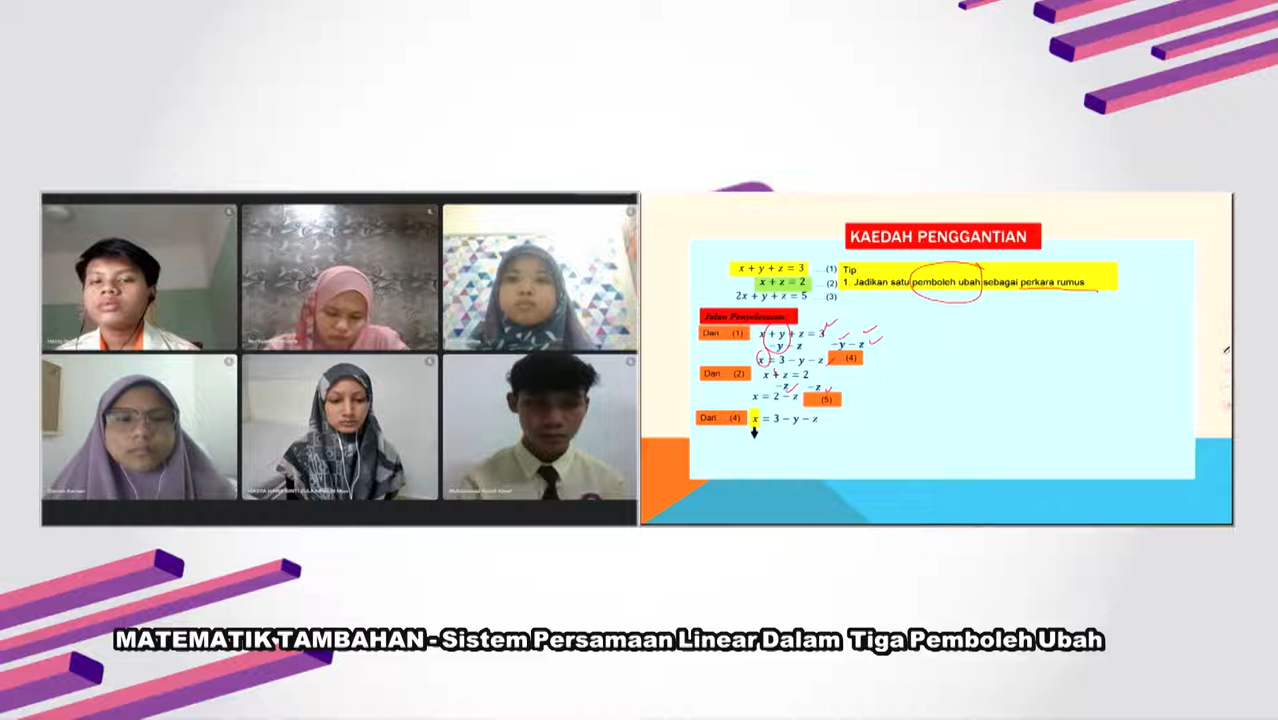 KAEDAH PENGGANTIAN
x + y + z = 3 ....(1)
x + z = 2 ....(2)
2x + y + z = 5 ....(3)
Tip:
1. Jadikan satu pemboleh ubah sebagai perkara rumus
Jalan Penyelesaian:
Dari (1) x + y + z = 3
−y − z −y − z
x = 3 − y − z (4)
Dari (2) x + z = 2
−z −z
x = 2 − z (5)
Dari (4) x = 3 − y − z
MATEMATIK TAMBAHAN - Sistem Persamaan Linear Dalam Tiga Pemboleh Ubah